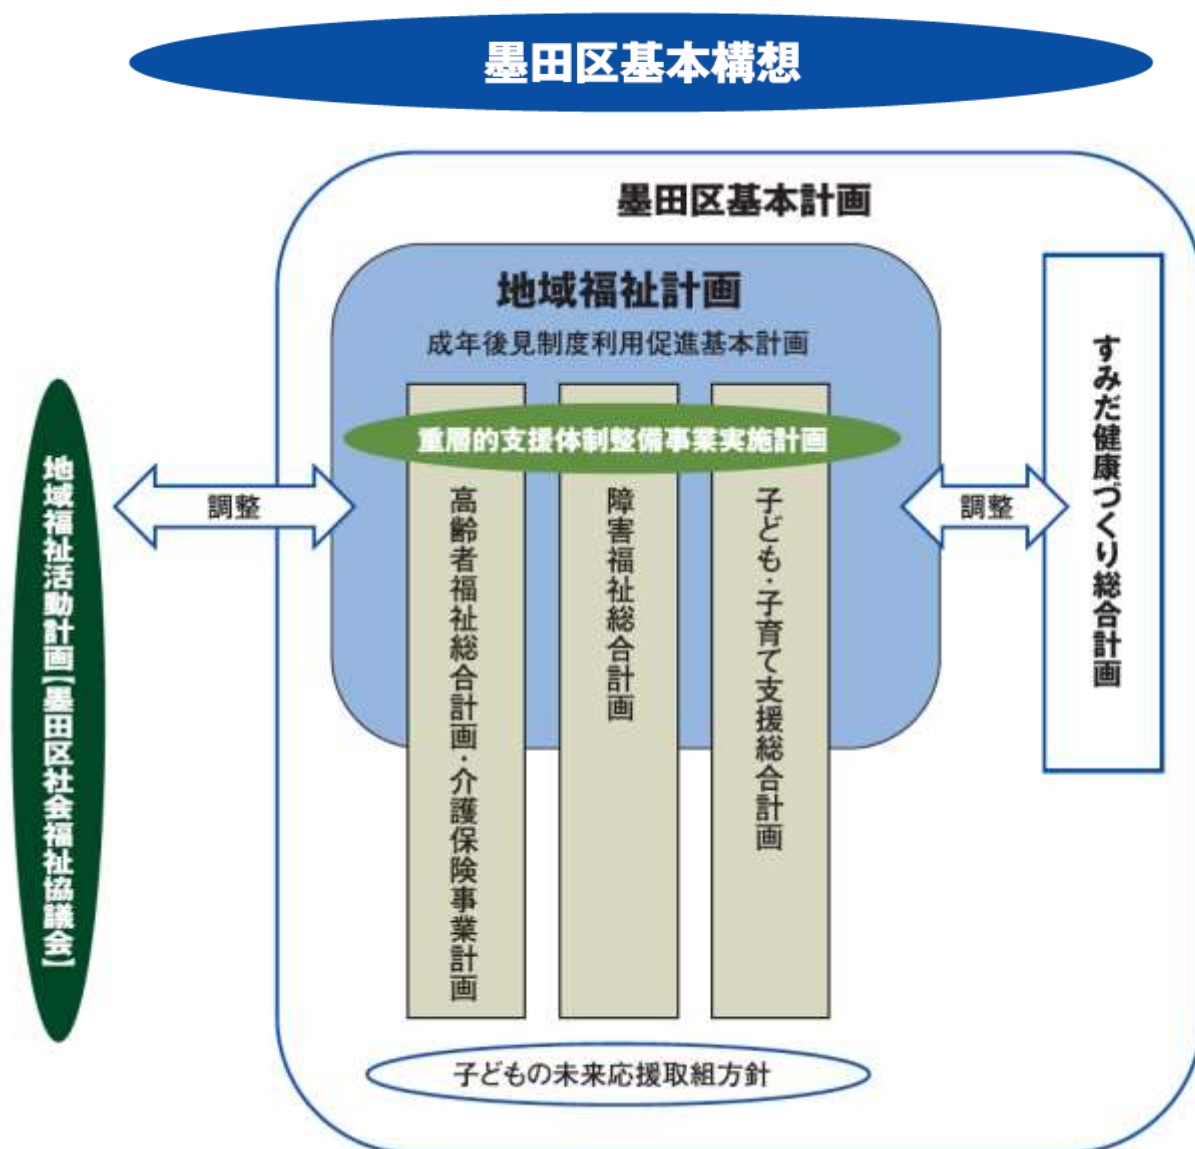 墨田区基本構想
墨田区基本計画
地域福祉計画
成年後見制度利用促進基本計画
重層的支援体制整備事業実施計画
高齢者福祉総合計画・介護保険事業計画
障害福祉総合計画
子ども・子育て支援総合計画
調整
調整
地域福祉活動計画【墨田区社会福祉協議会】
すみだ健康づくり総合計画
子どもの未来応援取組方針